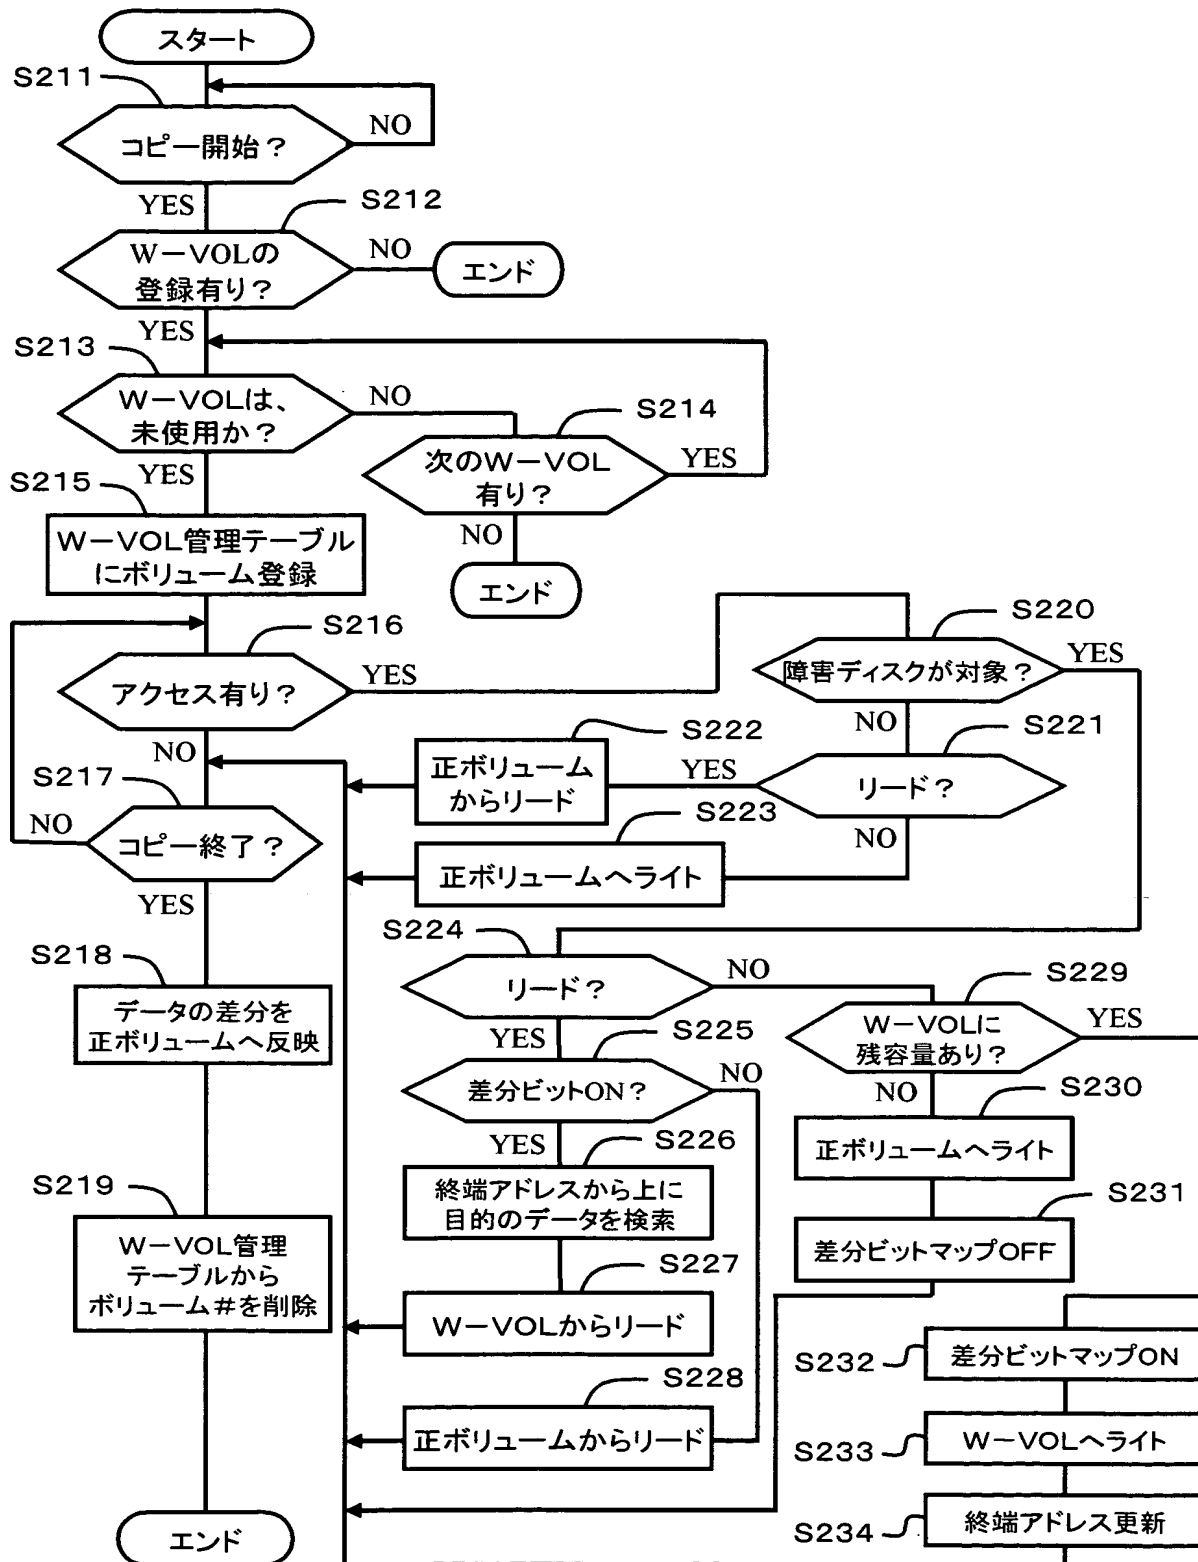 スタート
S211
コピー開始？
NO
YES
S212
W－VOLの
登録有り？
NO
エンド
YES
S213
W－VOLは、
未使用か？
NO
S214
次のW－VOL
有り？
YES
NO
エンド
YES
S215
W－VOL管理テーブル
にボリューム登録
S216
アクセス有り？
YES
NO
S217
コピー終了？
NO
YES
S218
データの差分を
正ボリュームへ反映
S219
W－VOL管理
テーブルから
ボリューム＃を削除
エンド
S220
障害ディスクが対象？
YES
NO
S221
リード？
YES
NO
S222
正ボリューム
からリード
S223
正ボリュームへライト
S224
リード？
NO
YES
S225
差分ビットON？
NO
YES
S226
終端アドレスから上に
目的のデータを検索
S227
W－VOLからリード
S228
正ボリュームからリード
S229
W－VOLに
残容量あり？
YES
NO
S230
正ボリュームへライト
S231
差分ビットマップOFF
S232
差分ビットマップON
S233
W－VOLへライト
S234
終端アドレス更新